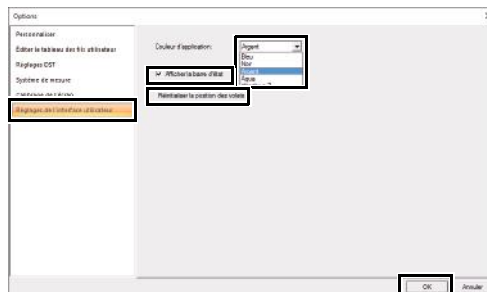 Options
Personnaliser
Éditer le tableau des fils utilisateur
Réglages DST
Système de mesure
Réglages de l'interface utilisateur
Couleur d'application:
Argent
Bleu
Noir
Argent
Aqua
Afficher la barre d'état
Réinitialiser la position des volets
OK
Annuler